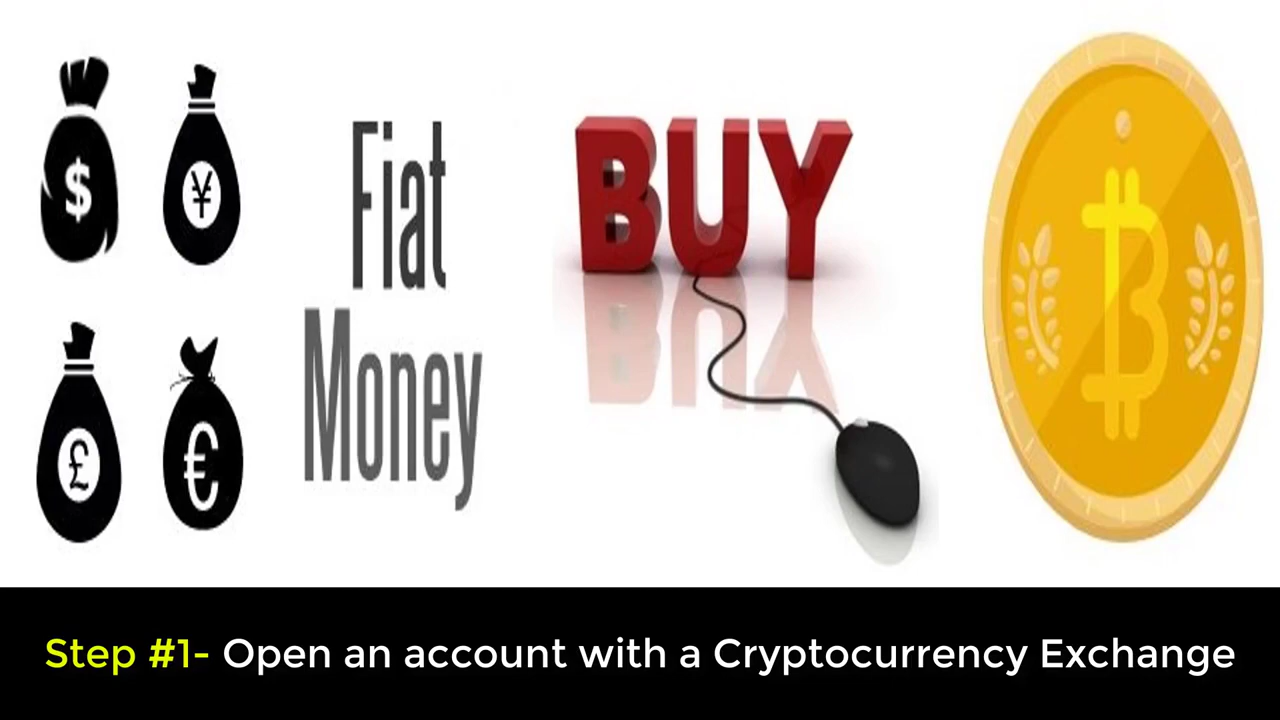 $
¥
£
€
Fiat
Money
BUY
₿
Step #1- Open an account with a Cryptocurrency Exchange